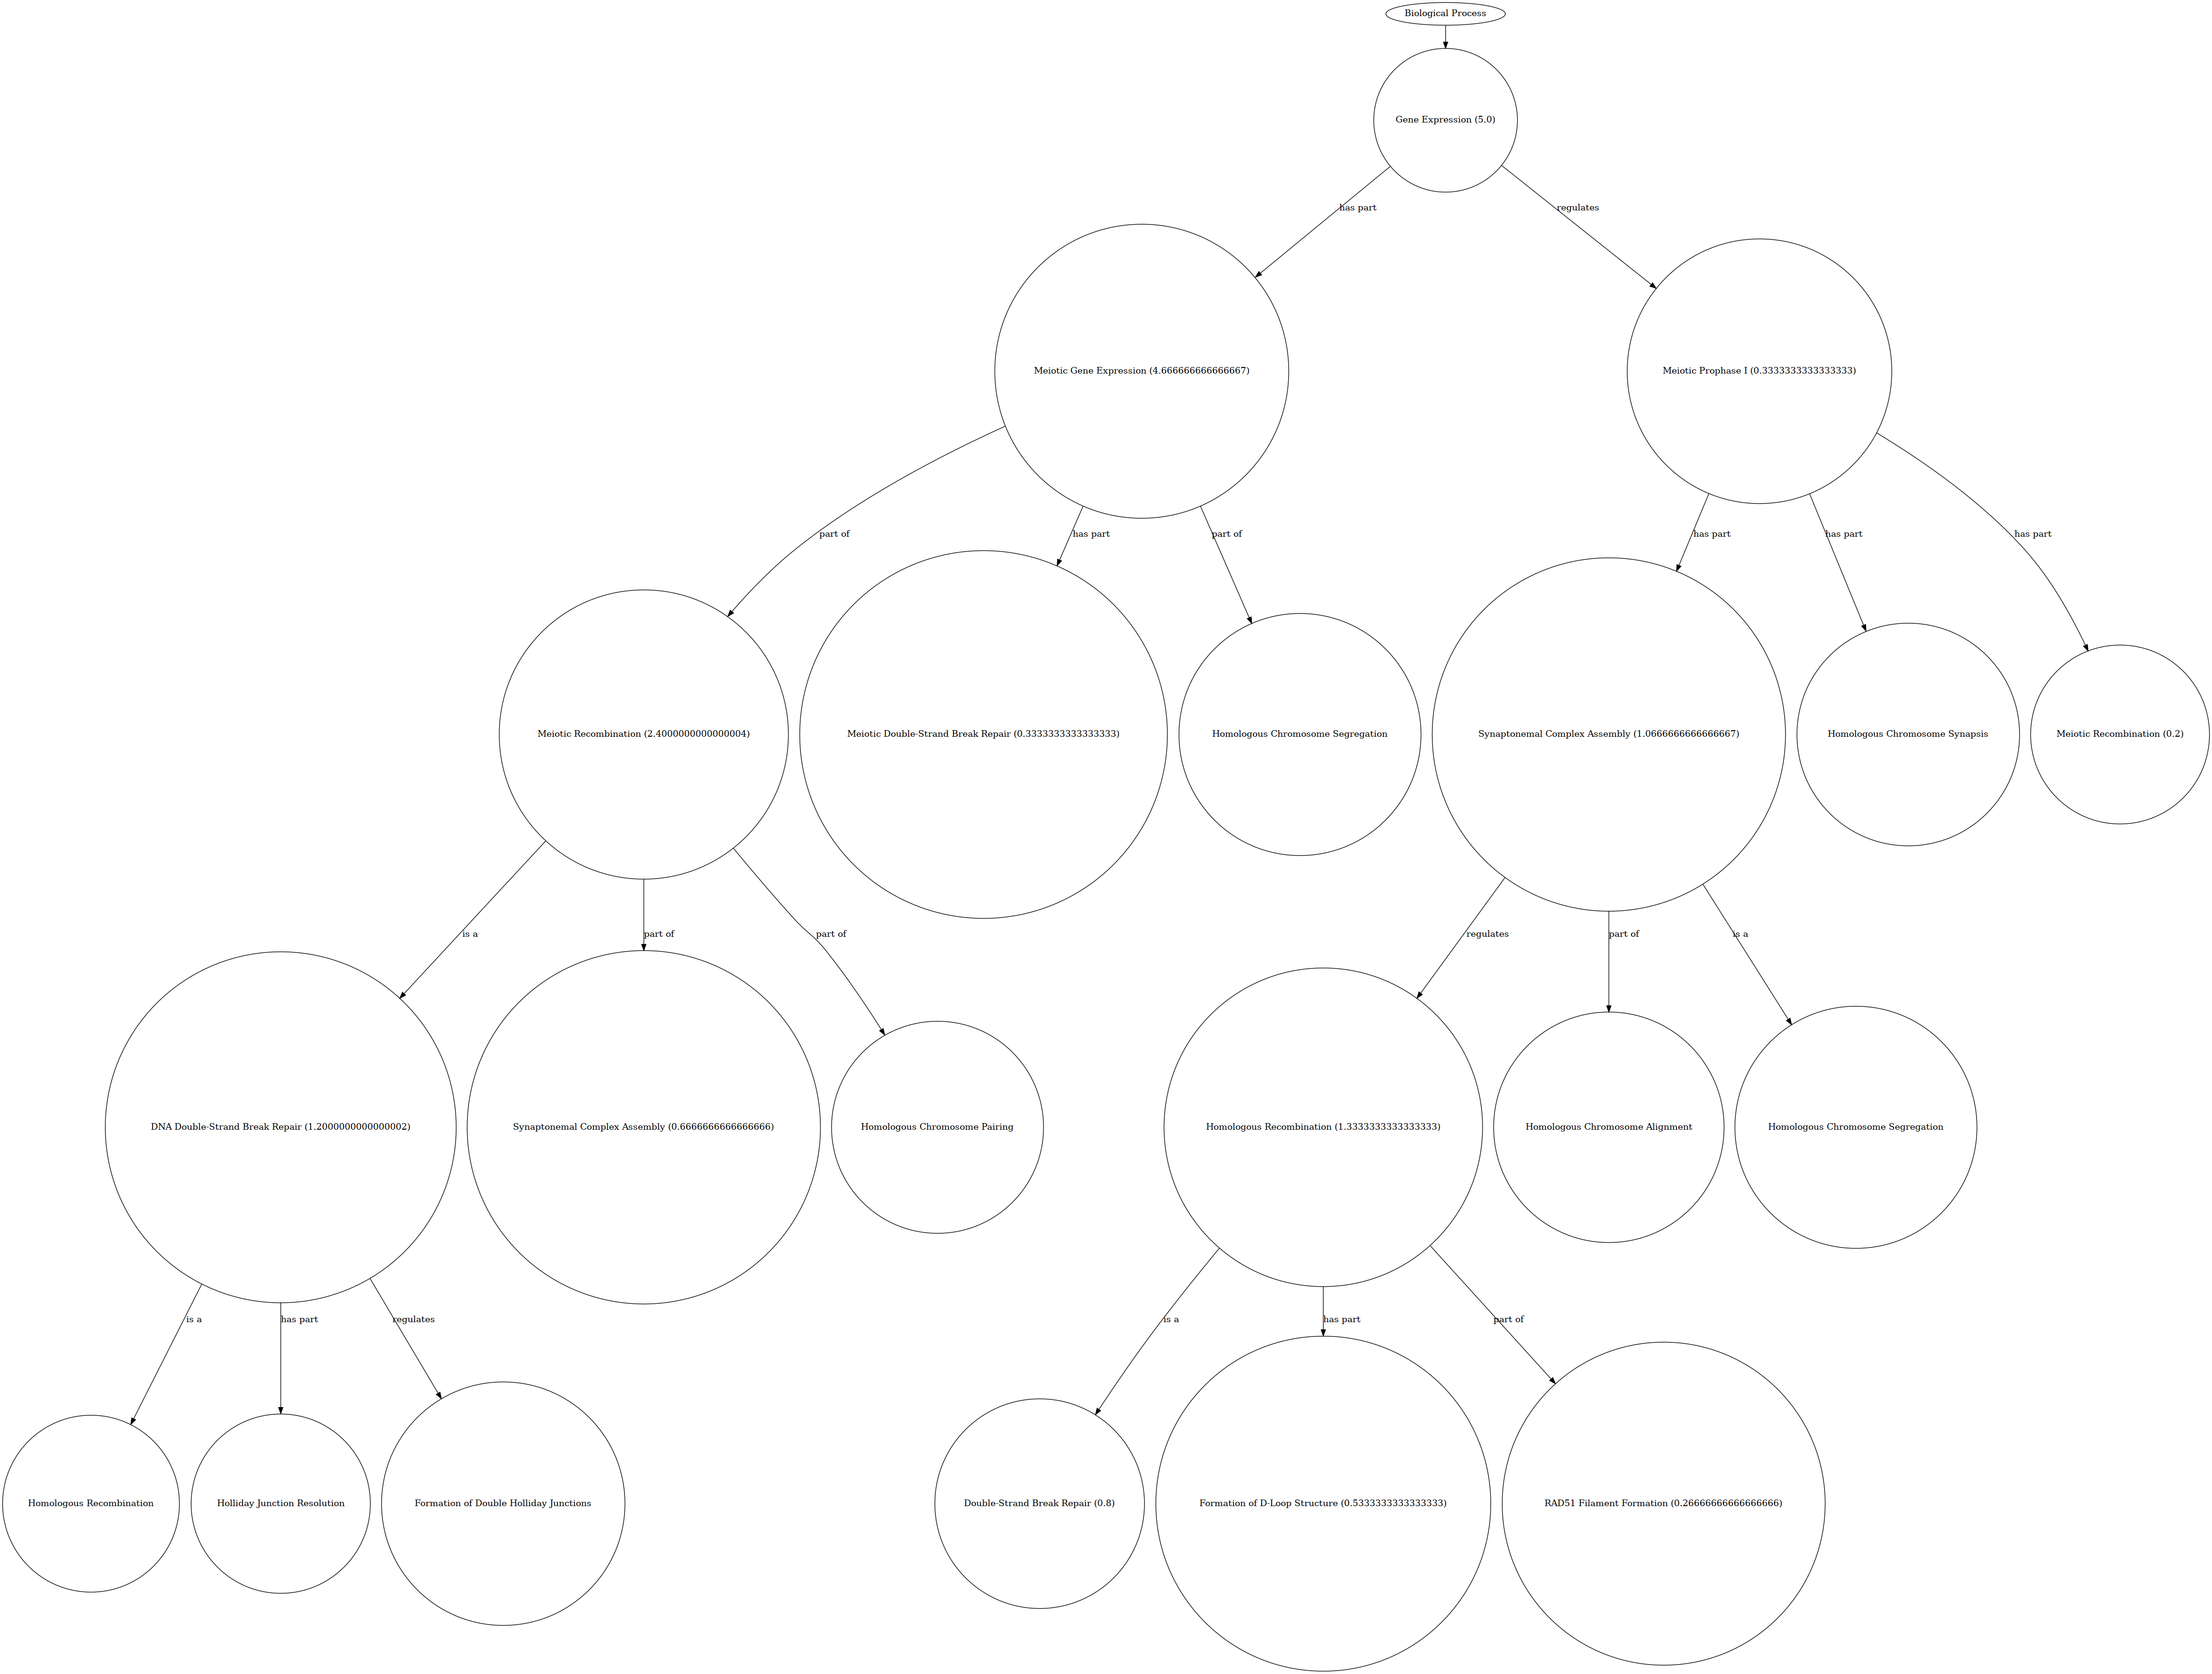 Biological Process
Gene Expression (5.0)
has part
regulates
Meiotic Gene Expression (4.666666666666667)
Meiotic Prophase I (0.3333333333333333)
part of
has part
part of
has part
has part
has part
Meiotic Recombination (2.4000000000000004)
Meiotic Double-Strand Break Repair (0.3333333333333333)
Homologous Chromosome Segregation
Synaptonemal Complex Assembly (1.0666666666666667)
Homologous Chromosome Synapsis
Meiotic Recombination (0.2)
is a
part of
part of
regulates
part of
is a
DNA Double-Strand Break Repair (1.2000000000000002)
Synaptonemal Complex Assembly (0.6666666666666666)
Homologous Chromosome Pairing
Homologous Recombination (1.3333333333333333)
Homologous Chromosome Alignment
Homologous Chromosome Segregation
is a
has part
regulates
is a
has part
part of
Homologous Recombination
Holliday Junction Resolution
Formation of Double Holliday Junctions
Double-Strand Break Repair (0.8)
Formation of D-Loop Structure (0.5333333333333333)
RAD51 Filament Formation (0.26666666666666666)